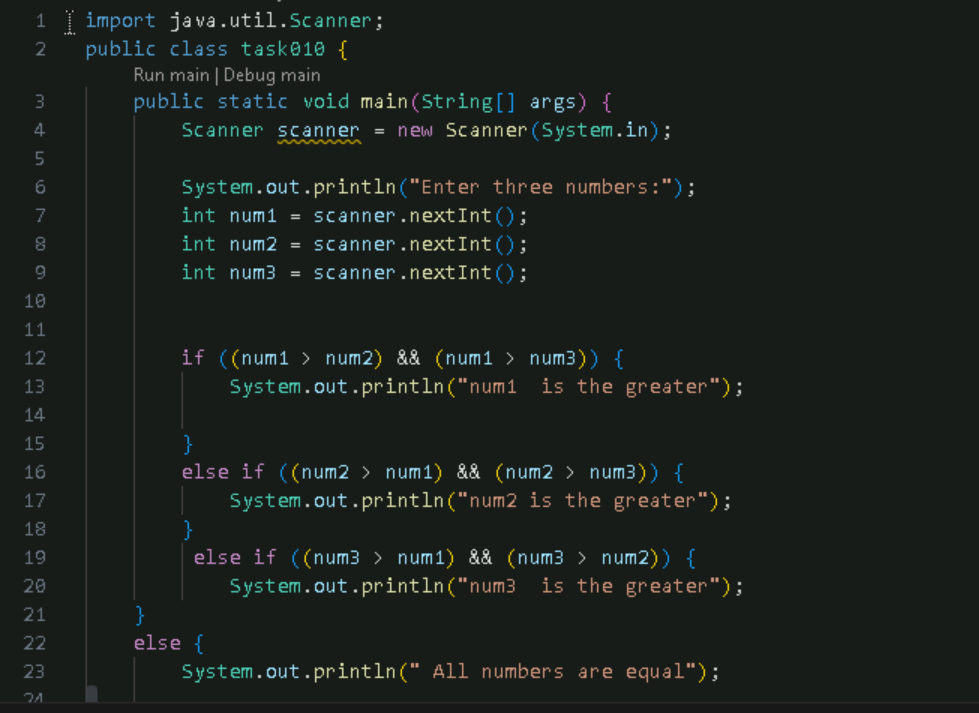 1 import java.util.Scanner;
2 public class task010 {
Run main | Debug main
3 public static void main(String[] args) {
4 Scanner scanner = new Scanner(System.in);
5
6 System.out.println("Enter three numbers:");
7 int num1 = scanner.nextInt();
8 int num2 = scanner.nextInt();
9 int num3 = scanner.nextInt();
10
11
12 if ((num1 > num2) && (num1 > num3)) {
13 System.out.println("num1  is the greater");
14
15 }
16 else if ((num2 > num1) && (num2 > num3)) {
17 System.out.println("num2 is the greater");
18 }
19 else if ((num3 > num1) && (num3 > num2)) {
20 System.out.println("num3  is the greater");
21 }
22 else {
23 System.out.println(" All numbers are equal");
24